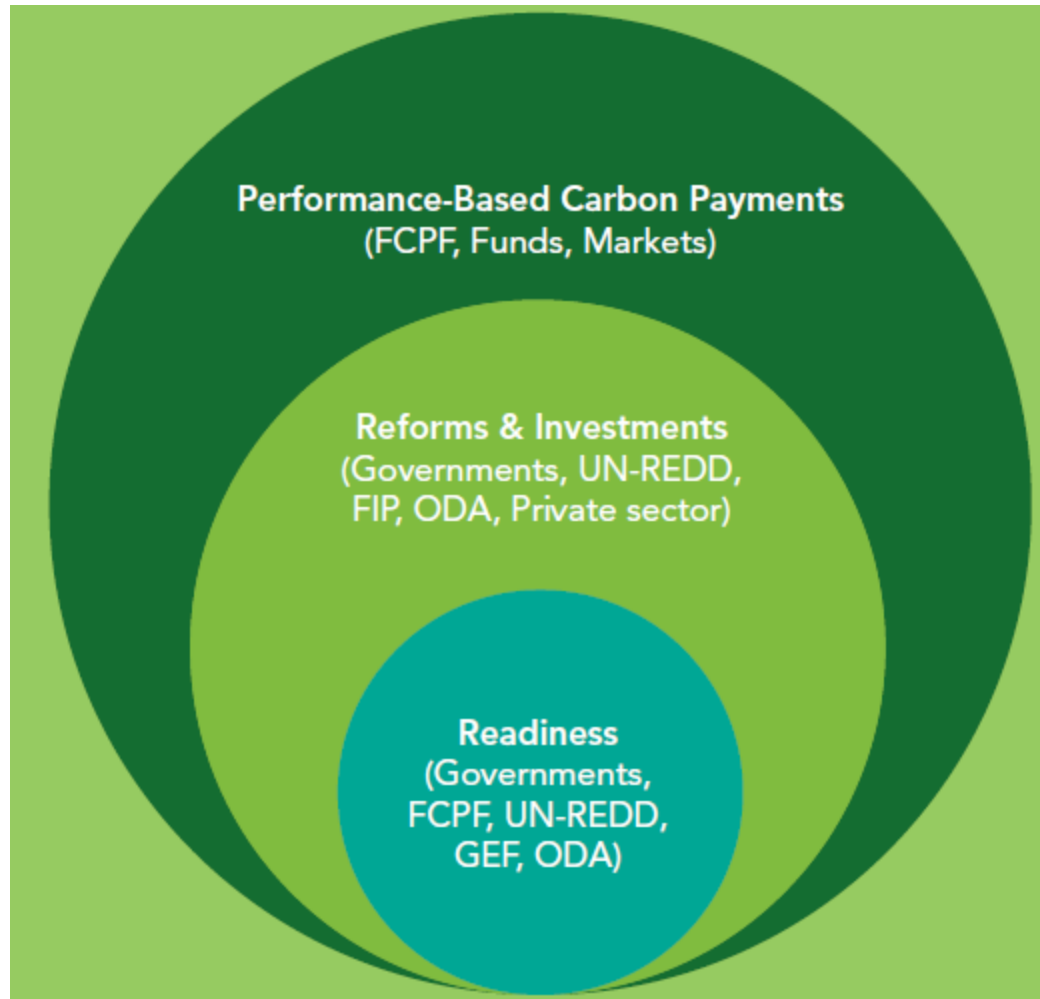 Performance-Based Carbon Payments
(FCPF, Funds, Markets)
Reforms & Investments
(Governments, UN-REDD,
FIP, ODA, Private sector)
Readiness
(Governments,
FCPF, UN-REDD,
GEF, ODA)